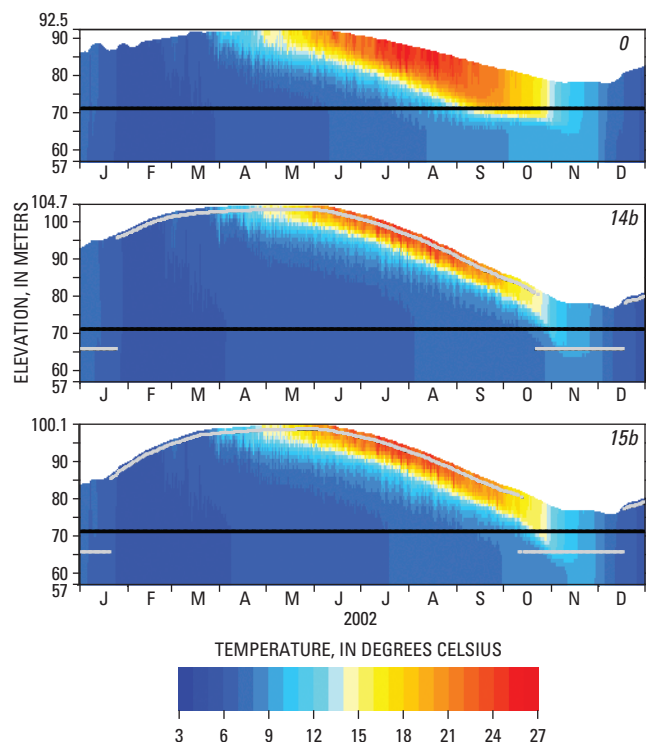 92.5
90
80
70
60
57
0
J F M A M J J A S O N D
104.7
100
90
80
70
60
57
14b
J F M A M J J A S O N D
ELEVATION, IN METERS
100.1
90
80
70
60
57
15b
J F M A M J J A S O N D
2002
TEMPERATURE, IN DEGREES CELSIUS
3 6 9 12 15 18 21 24 27